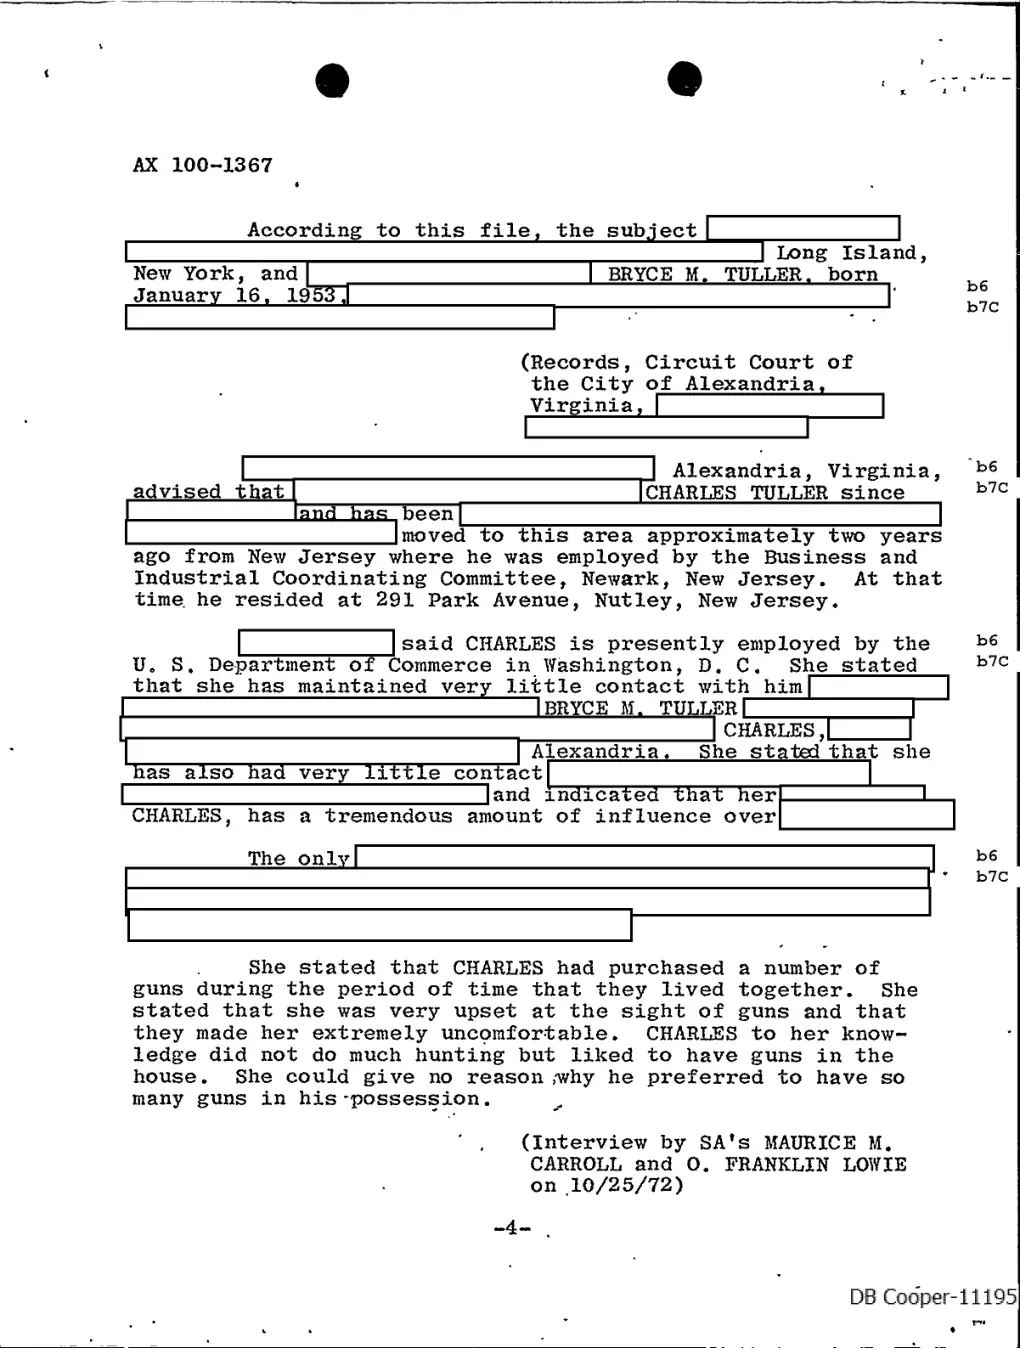 AX 100-1367
According to this file, the subject
Long Island,
New York, and BRYCE M. TULLER, born
January 16, 1953,
b6
b7C
(Records, Circuit Court of
the City of Alexandria,
Virginia,
Alexandria, Virginia,
b6
advised that CHARLES TULLER since
b7C
and has been
moved to this area approximately two years
ago from New Jersey where he was employed by the Business and
Industrial Coordinating Committee, Newark, New Jersey. At that
time he resided at 291 Park Avenue, Nutley, New Jersey.
said CHARLES is presently employed by the
b6
U. S. Department of Commerce in Washington, D. C. She stated
b7C
that she has maintained very little contact with him
BRYCE M. TULLER
CHARLES,
Alexandria. She stated that she
has also had very little contact
and indicated that her
CHARLES, has a tremendous amount of influence over
The only
b6
b7C
She stated that CHARLES had purchased a number of
guns during the period of time that they lived together. She
stated that she was very upset at the sight of guns and that
they made her extremely uncomfortable. CHARLES to her know-
ledge did not do much hunting but liked to have guns in the
house. She could give no reason why he preferred to have so
many guns in his possession.
(Interview by SA's MAURICE M.
CARROLL and O. FRANKLIN LOWIE
on 10/25/72)
-4-
DB Cooper-11195